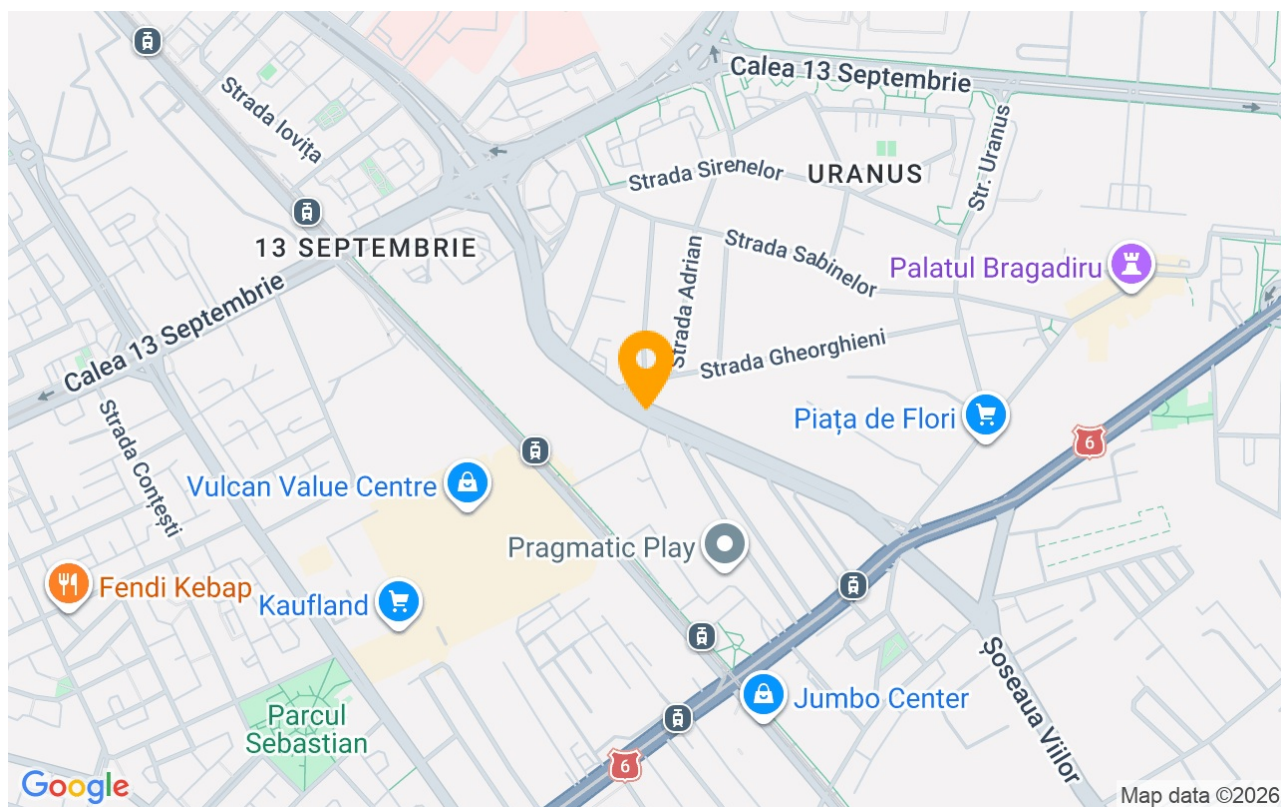 Calea 13 Septembrie
Strada Iovița
Str. Uranus
Strada Sirenelor
URANUS
13 SEPTEMBRIE
Strada Sabinelor
Palatul Bragadiru
Strada Adrian
Calea 13 Septembrie
Strada Gheorghieni
Strada Conțești
Piața de Flori
6
Vulcan Value Centre
Pragmatic Play
Fendi Kebap
Kaufland
Șoseaua Viilor
Jumbo Center
Parcul
Sebastian
6
Google
Map data ©2026